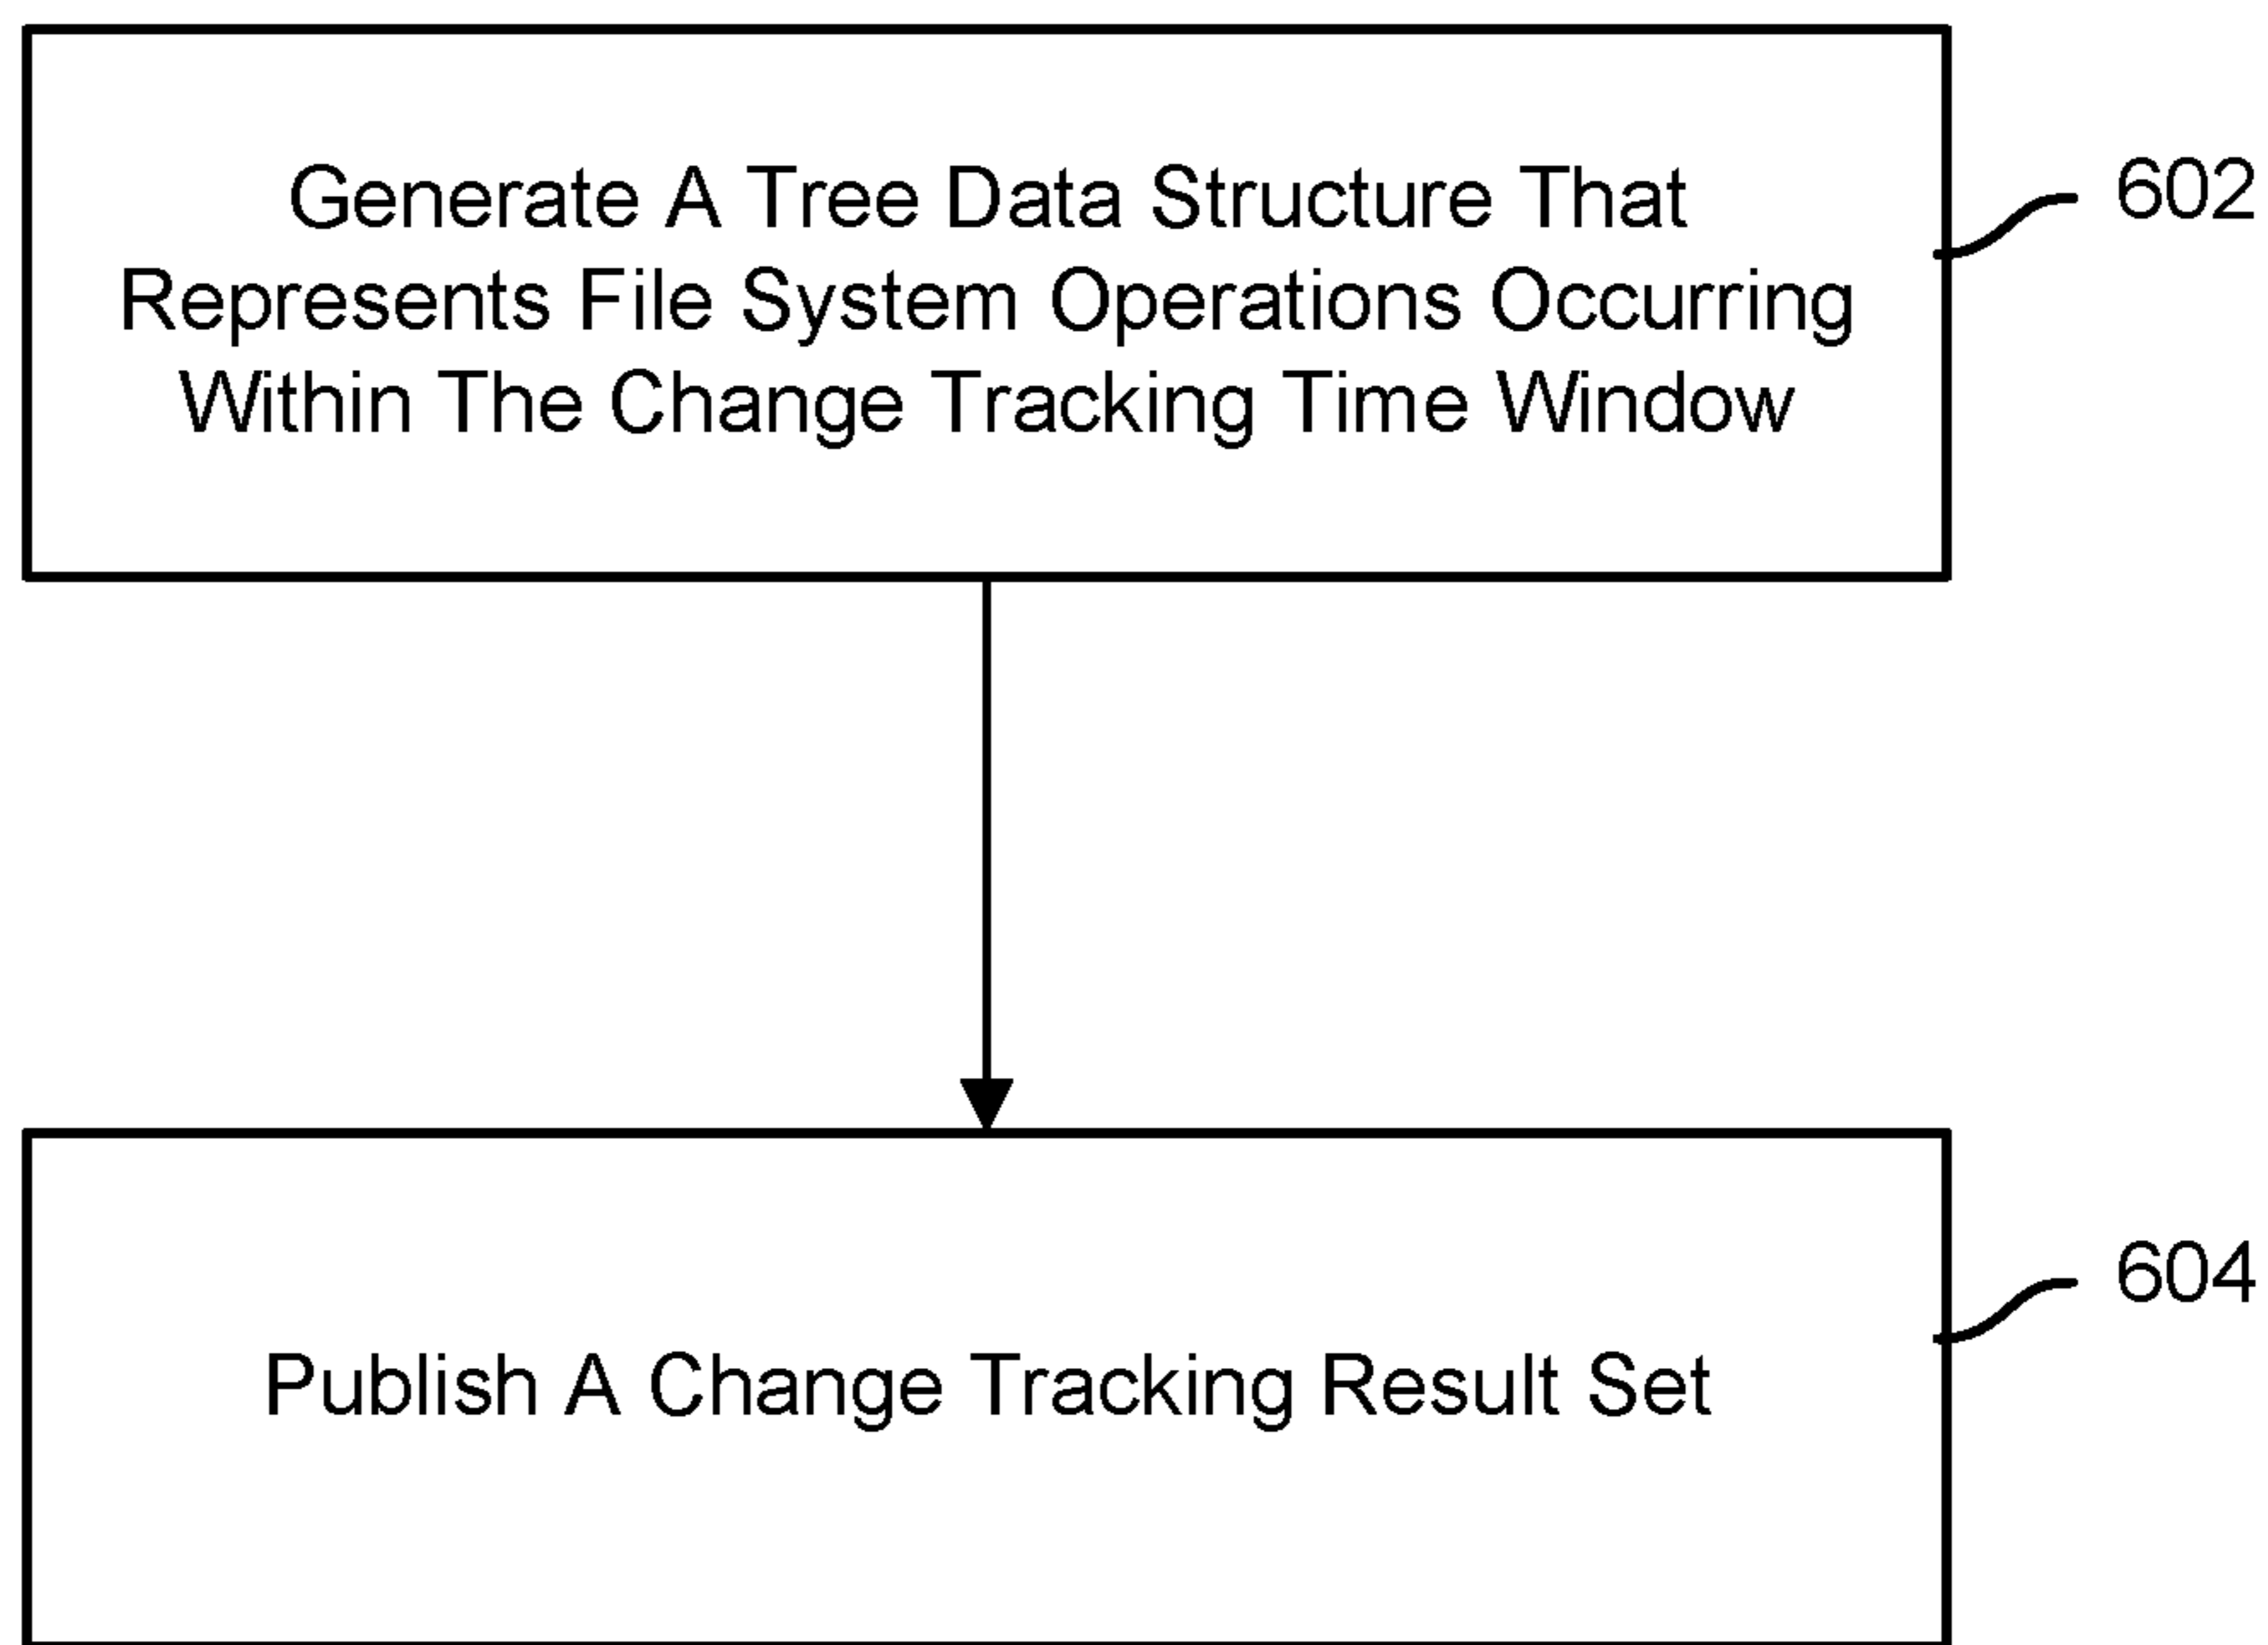 Generate A Tree Data Structure That
Represents File System Operations Occurring
Within The Change Tracking Time Window
602
Publish A Change Tracking Result Set
604